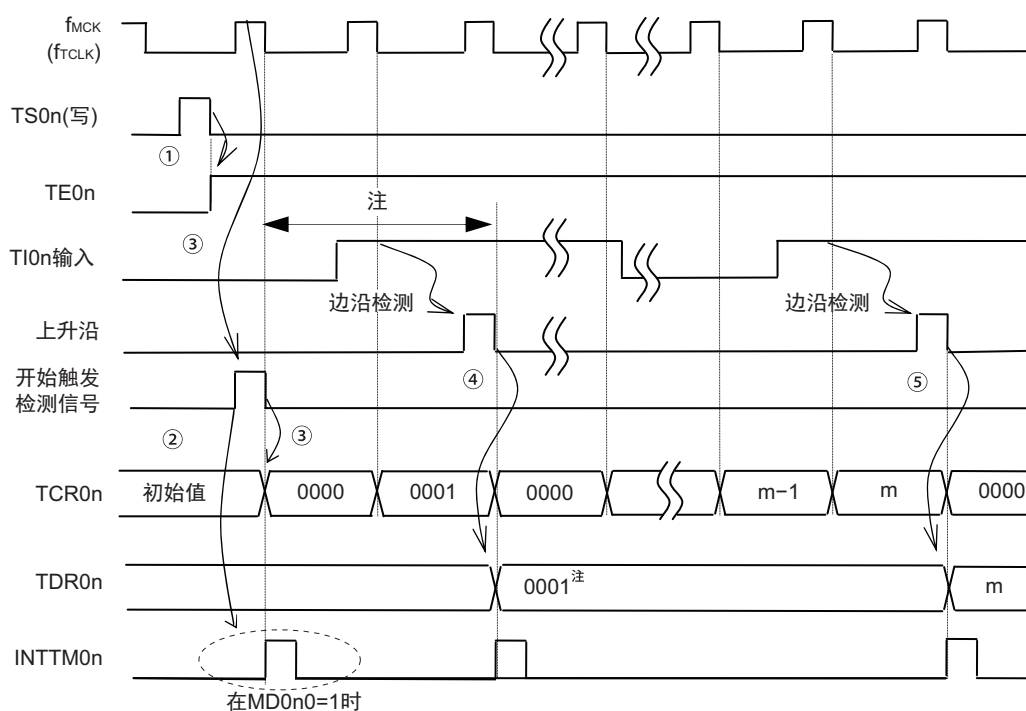 fMCK
(fTCLK)
TS0n(写)
①
TE0n
注
③
TI0n输入
边沿检测
边沿检测
上升沿
④
⑤
开始触发
检测信号
②
③
TCR0n
初始值
0000
0001
0000
m−1
m
0000
TDR0n
0001注
m
INTTM0n
在MD0n0=1时